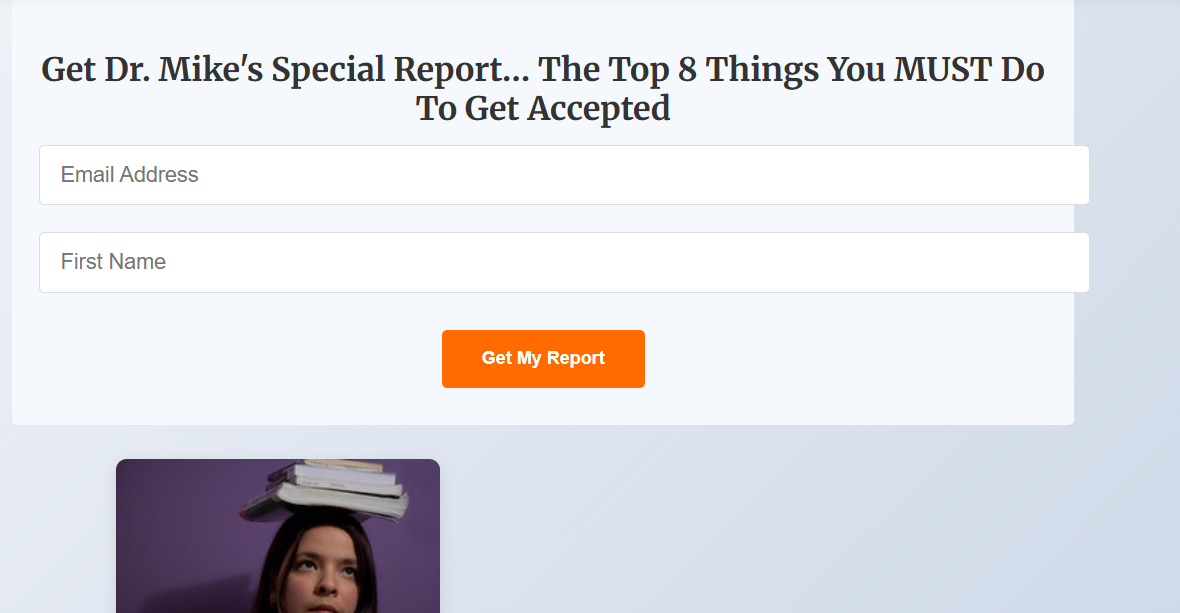 Get Dr. Mike's Special Report... The Top 8 Things You MUST Do
To Get Accepted
Email Address
First Name
Get My Report